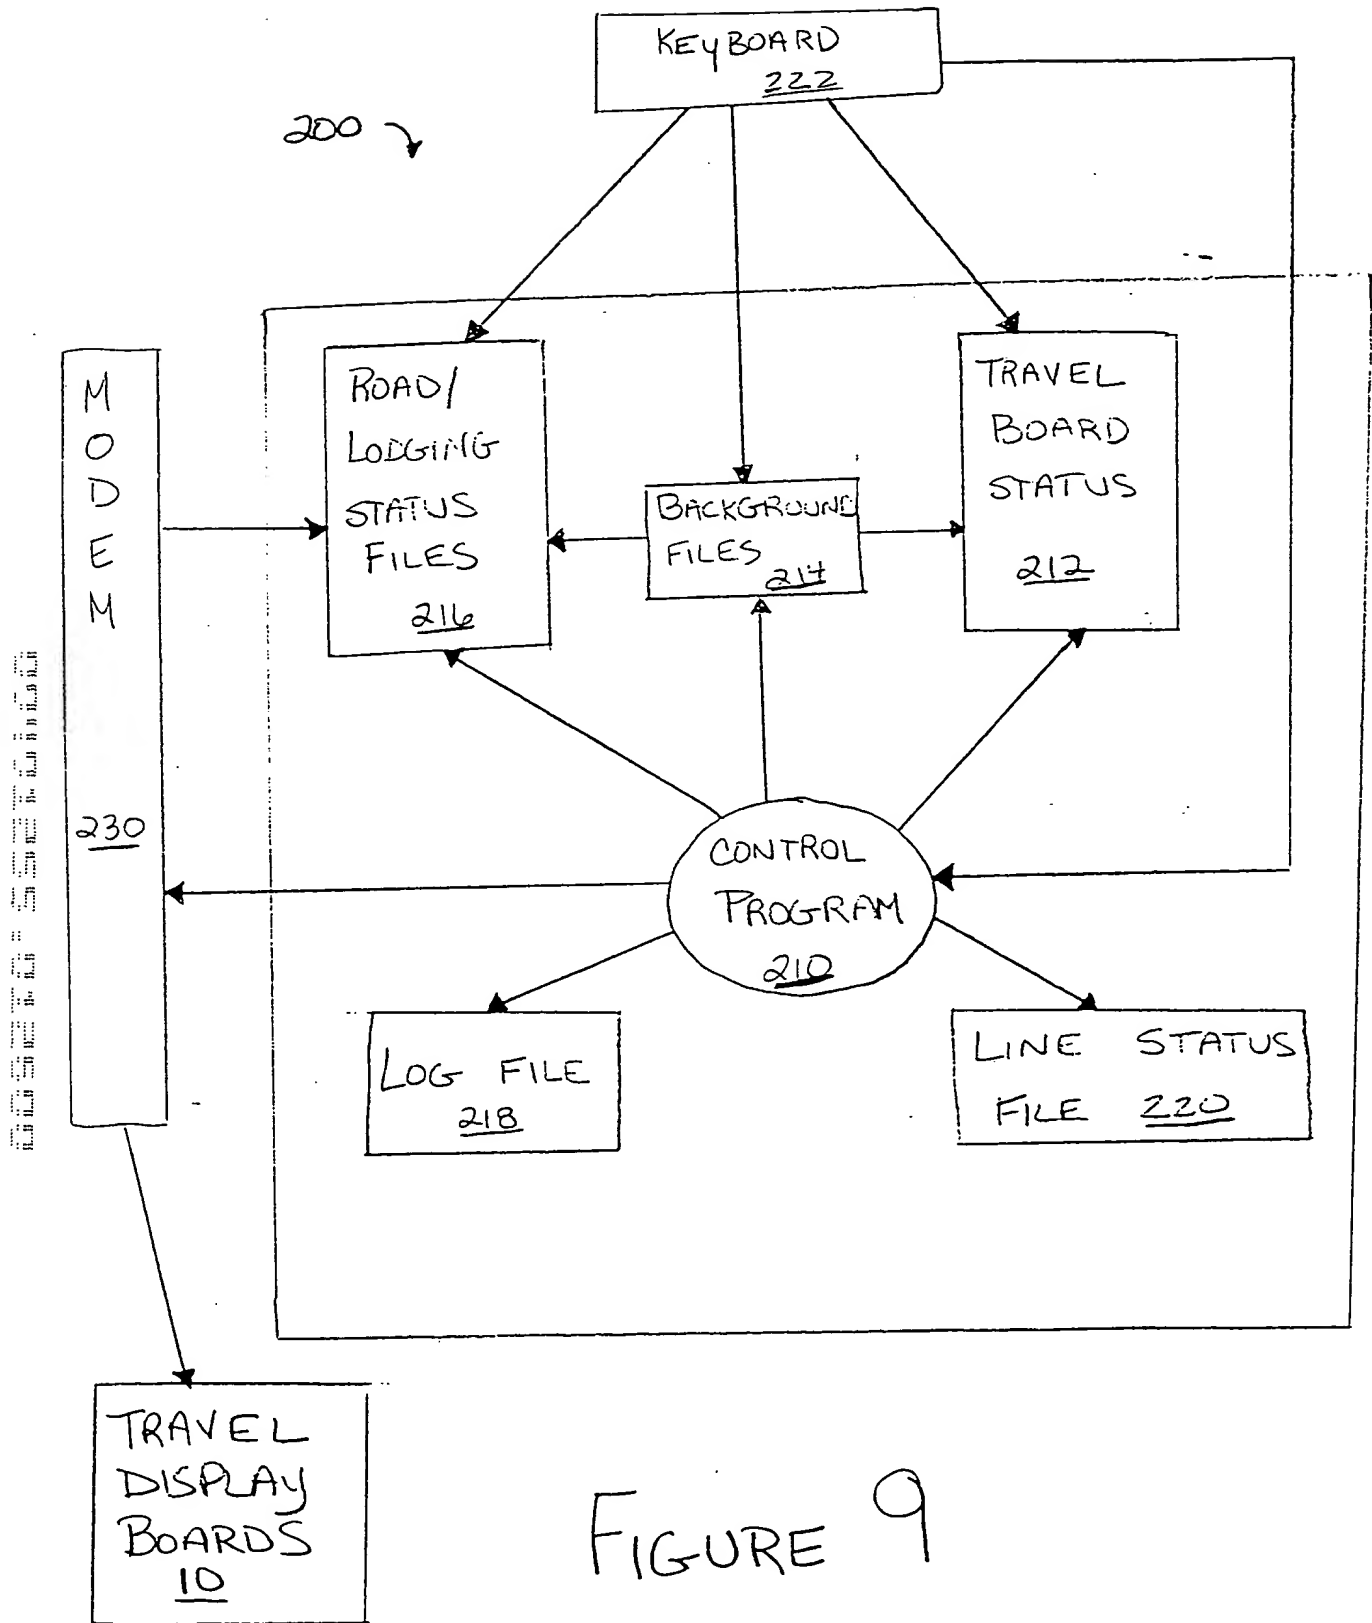 KEYBOARD
222
200
MODEM
230
ROAD/
LODGING
STATUS
FILES
216
BACKGROUND
FILES 214
TRAVEL
BOARD
STATUS
212
CONTROL
PROGRAM
210
LOG FILE
218
LINE STATUS
FILE 220
TRAVEL
DISPLAY
BOARDS
10
FIGURE 9